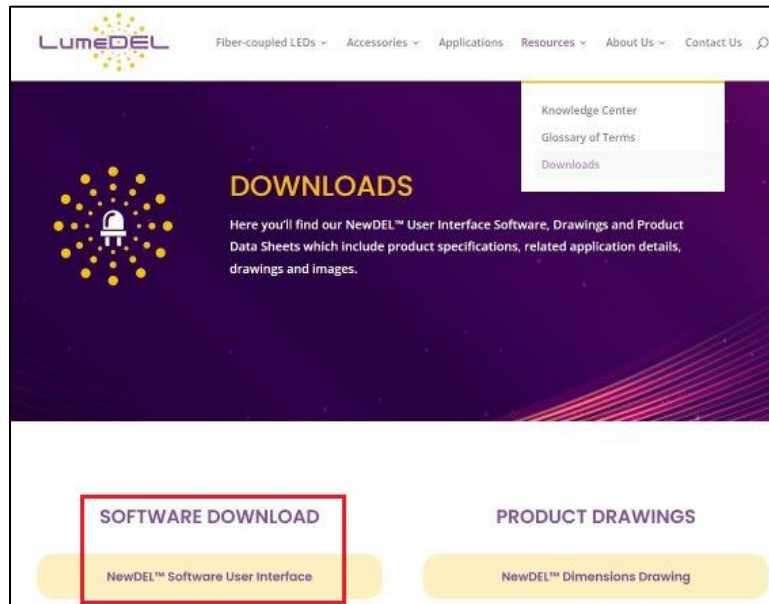 LumeDEL
Fiber-coupled LEDs
Accessories
Applications
Resources
About Us
Contact Us
Knowledge Center
Glossary of Terms
Downloads
DOWNLOADS
Here you'll find our NewDEL™ User Interface Software, Drawings and Product
Data Sheets which include product specifications, related application details,
drawings and images.
SOFTWARE DOWNLOAD
NewDEL™ Software User Interface
PRODUCT DRAWINGS
NewDEL™ Dimensions Drawing